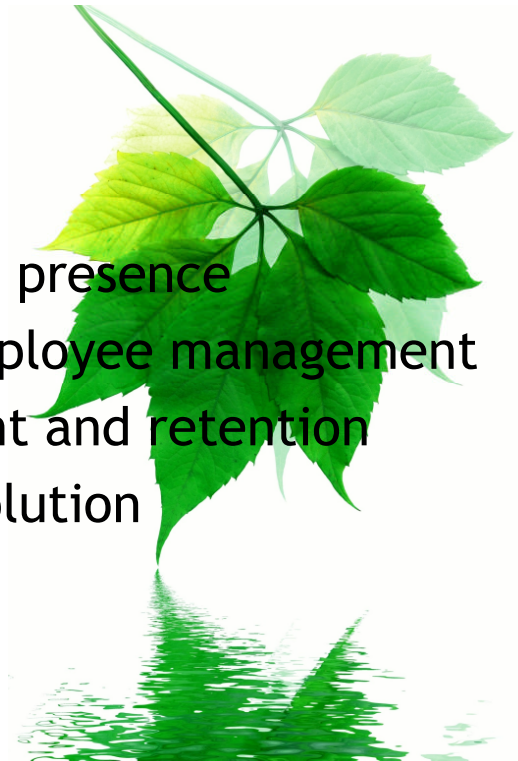 presence
ployee management
nt and retention
lution